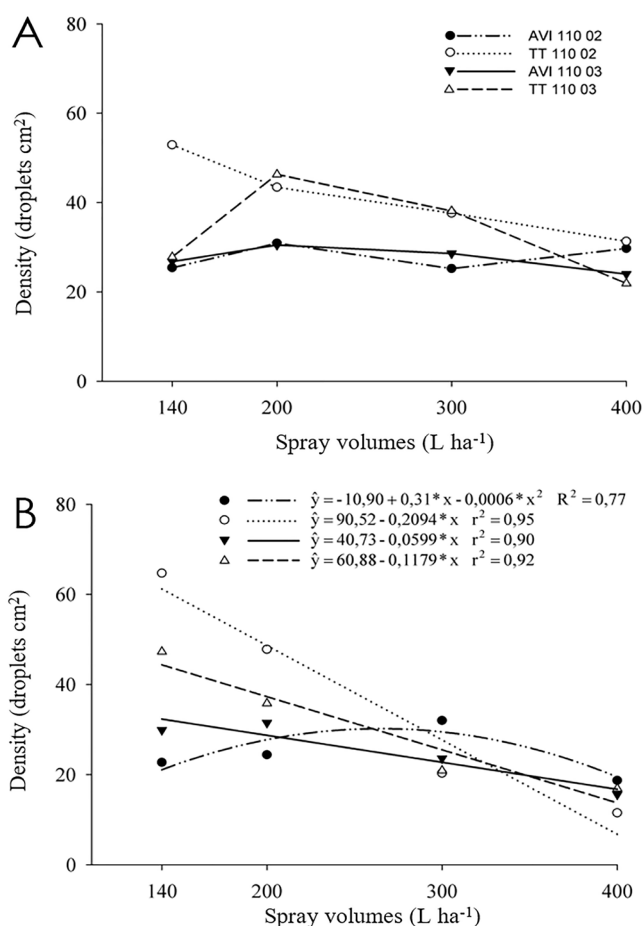 A
80
60
40
20
0
Density (droplets cm²)
AVI 110 02
TT 110 02
AVI 110 03
TT 110 03
140 200 300 400
Spray volumes (L ha⁻¹)
B
80
60
40
20
0
Density (droplets cm²)
ŷ=-10,90+0,31*x-0,0006*x² R²=0,77
ŷ=90,52-0,2094*x r²=0,95
ŷ=40,73-0,0599*x r²=0,90
ŷ=60,88-0,1179*x r²=0,92
140 200 300 400
Spray volumes (L ha⁻¹)